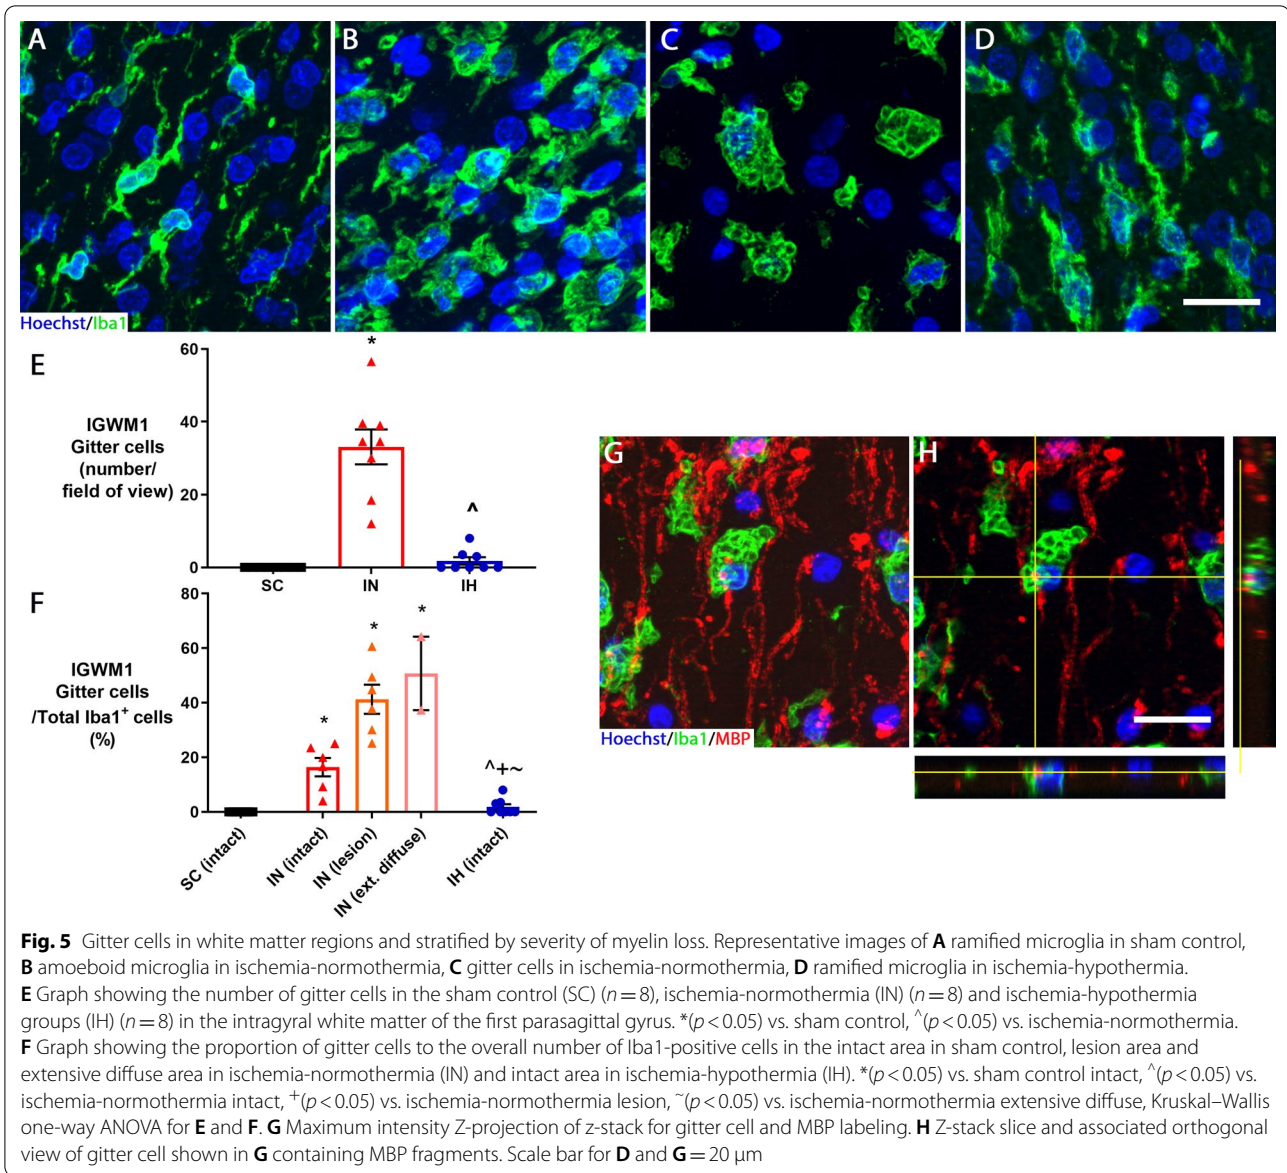 A
B
C
D
Hoechst/Iba1
E
IGWM1
Gitter cells
(number/
field of view)
60
40
20
0
*
^
SC
IN
IH
F
IGWM1
Gitter cells
/Total Iba1⁺ cells
(%)
80
60
40
20
0
*
*
*
^+~
SC (intact)
IN (intact)
IN (lesion)
IN (ext. diffuse)
IH (intact)
G
H
Hoechst/Iba1/MBP
Fig. 5 Gitter cells in white matter regions and stratified by severity of myelin loss. Representative images of A ramified microglia in sham control,
B amoeboid microglia in ischemia-normothermia, C gitter cells in ischemia-normothermia, D ramified microglia in ischemia-hypothermia.
E Graph showing the number of gitter cells in the sham control (SC) (n = 8), ischemia-normothermia (IN) (n = 8) and ischemia-hypothermia
groups (IH) (n = 8) in the intragyral white matter of the first parasagittal gyrus. *(p < 0.05) vs. sham control, ^(p < 0.05) vs. ischemia-normothermia.
F Graph showing the proportion of gitter cells to the overall number of Iba1-positive cells in the intact area in sham control, lesion area and
extensive diffuse area in ischemia-normothermia (IN) and intact area in ischemia-hypothermia (IH). *(p < 0.05) vs. sham control intact, ^(p < 0.05) vs.
ischemia-normothermia intact, ⁺(p < 0.05) vs. ischemia-normothermia lesion, ~(p < 0.05) vs. ischemia-normothermia extensive diffuse, Kruskal–Wallis
one-way ANOVA for E and F. G Maximum intensity Z-projection of z-stack for gitter cell and MBP labeling. H Z-stack slice and associated orthogonal
view of gitter cell shown in G containing MBP fragments. Scale bar for D and G = 20 μm